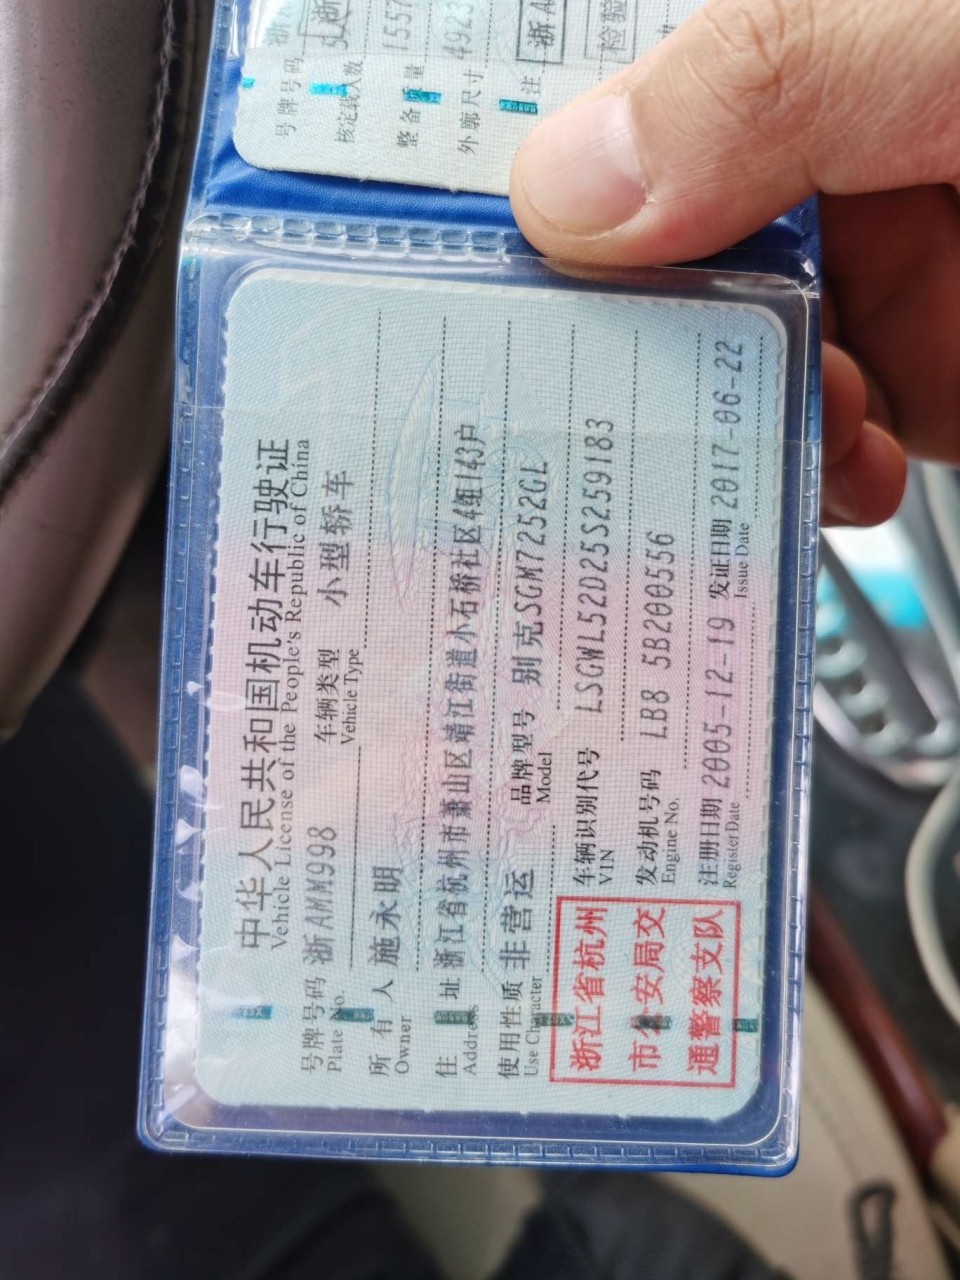 号牌号码 浙A
核定载人数 5人
整备质量 1557
外廓尺寸 4923
注 浙A
检验
中华人民共和国机动车行驶证
Vehicle License of the People's Republic of China
号牌号码 浙AMM998 车辆类型 小型轿车
Plate No. Vehicle Type
所有人 施永明
Owner
住址 浙江省杭州市萧山区靖江街道小石桥社区4组143户
Address
使用性质 非营运 品牌型号 别克SGM7252GL
Use Character Model
浙江省杭州
市公安局交
通警察支队
车辆识别代号 LSGWL52D25S259183
VIN
发动机号码 LB8 5B200556
Engine No.
注册日期 2005-12-19 发证日期 2017-06-22
Register Date Issue Date